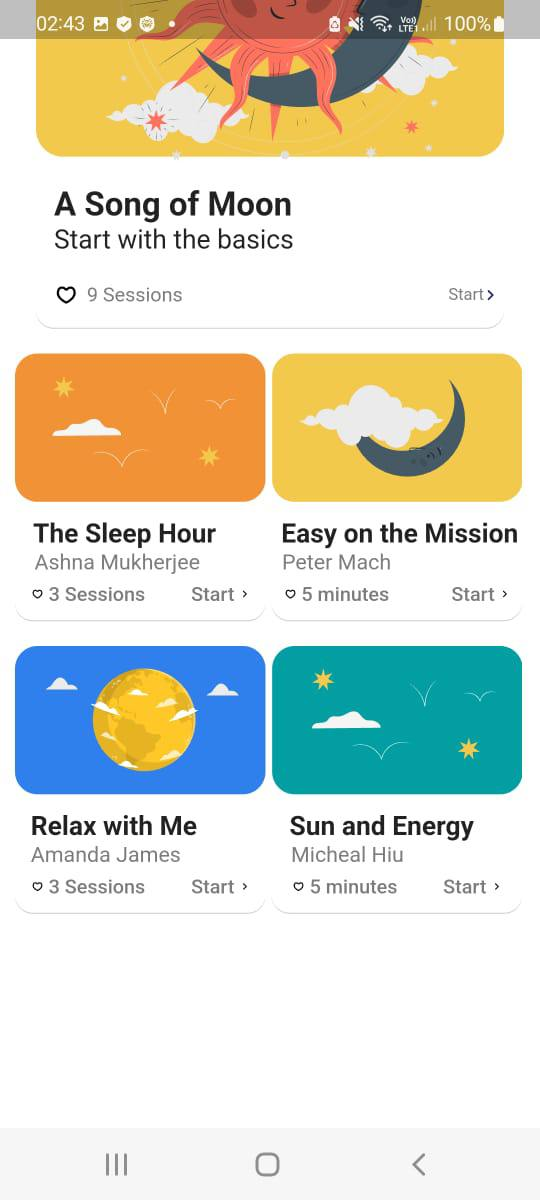 02:43
Vo) 100%
LTE1
A Song of Moon
Start with the basics
9 Sessions Start
The Sleep Hour
Ashna Mukherjee
3 Sessions Start
Easy on the Mission
Peter Mach
5 minutes Start
Relax with Me
Amanda James
3 Sessions Start
Sun and Energy
Micheal Hiu
5 minutes Start